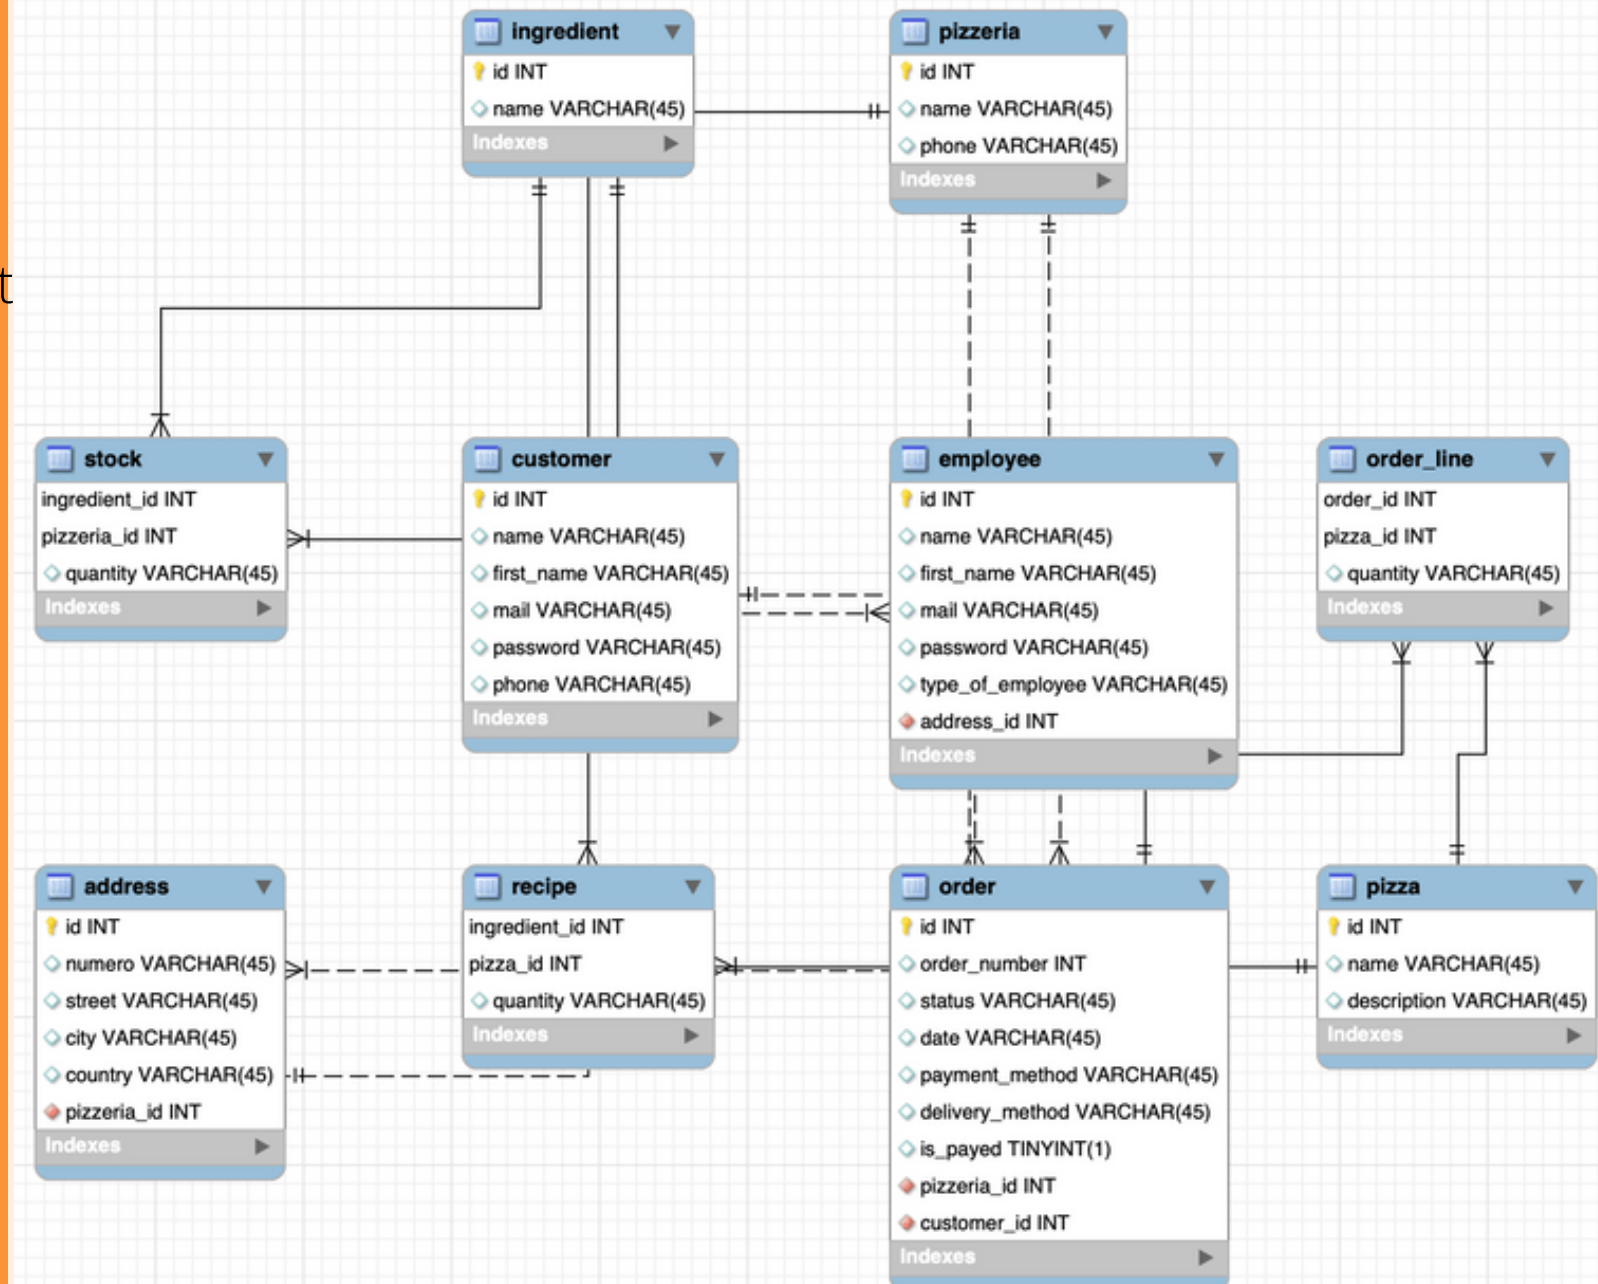 ingredient
id INT
name VARCHAR(45)
Indexes
pizzeria
id INT
name VARCHAR(45)
phone VARCHAR(45)
Indexes
t
stock
ingredient_id INT
pizzeria_id INT
quantity VARCHAR(45)
Indexes
customer
id INT
name VARCHAR(45)
first_name VARCHAR(45)
mail VARCHAR(45)
password VARCHAR(45)
phone VARCHAR(45)
Indexes
employee
id INT
name VARCHAR(45)
first_name VARCHAR(45)
mail VARCHAR(45)
password VARCHAR(45)
type_of_employee VARCHAR(45)
address_id INT
Indexes
order_line
order_id INT
pizza_id INT
quantity VARCHAR(45)
Indexes
address
id INT
numero VARCHAR(45)
street VARCHAR(45)
city VARCHAR(45)
country VARCHAR(45)
pizzeria_id INT
Indexes
recipe
ingredient_id INT
pizza_id INT
quantity VARCHAR(45)
Indexes
order
id INT
order_number INT
status VARCHAR(45)
date VARCHAR(45)
payment_method VARCHAR(45)
delivery_method VARCHAR(45)
is_payed TINYINT(1)
pizzeria_id INT
customer_id INT
Indexes
pizza
id INT
name VARCHAR(45)
description VARCHAR(45)
Indexes